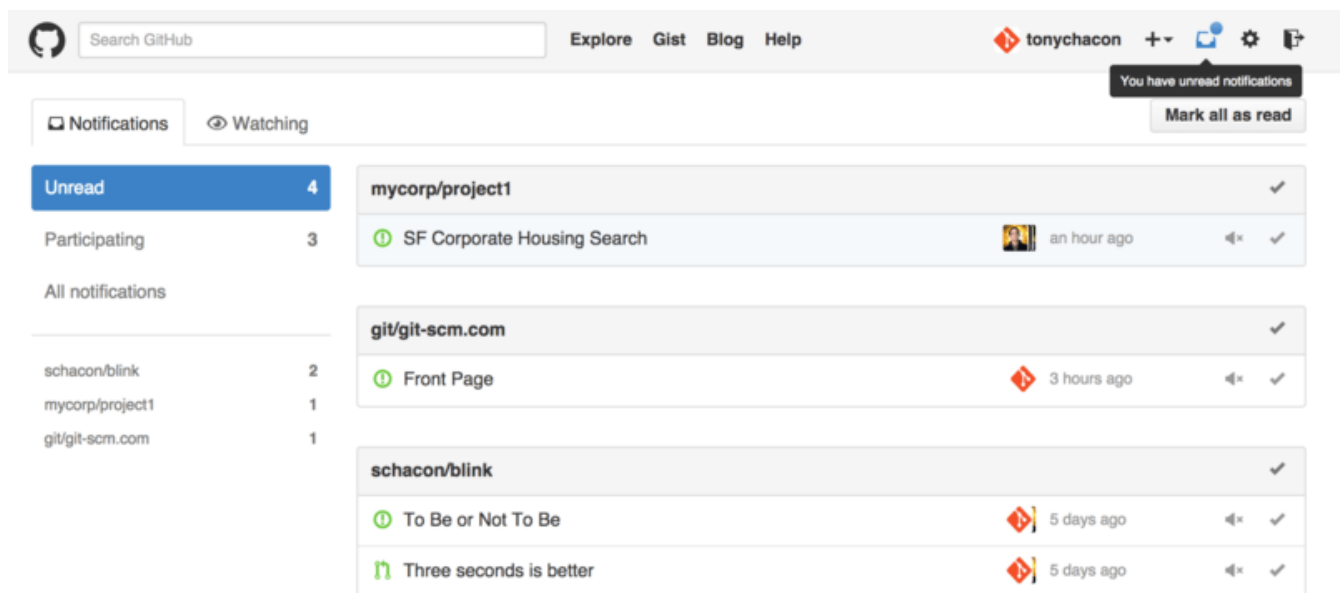 Search GitHub Explore Gist Blog Help tonychacon
You have unread notifications
Notifications Watching Mark all as read
Unread 4
Participating 3
All notifications
schacon/blink 2
mycorp/project1 1
git/git-scm.com 1
mycorp/project1
SF Corporate Housing Search an hour ago
git/git-scm.com
Front Page 3 hours ago
schacon/blink
To Be or Not To Be 5 days ago
Three seconds is better 5 days ago